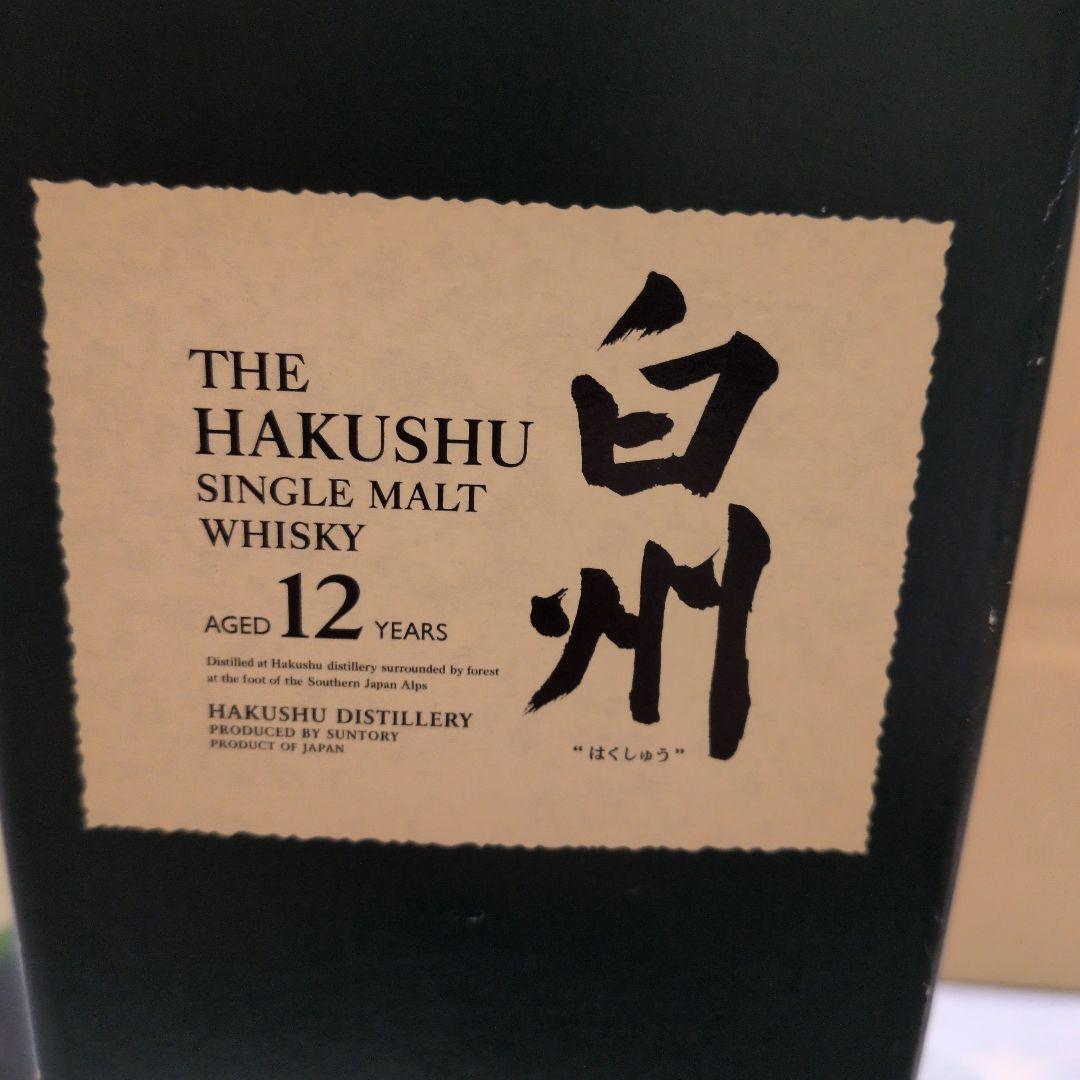 THE
HAKUSHU
SINGLE MALT
WHISKY
AGED 12 YEARS
Distilled at Hakushu distillery surrounded by forest
at the foot of the Southern Japan Alps
HAKUSHU DISTILLERY
PRODUCED BY SUNTORY
PRODUCT OF JAPAN
白州
“はくしゅう”